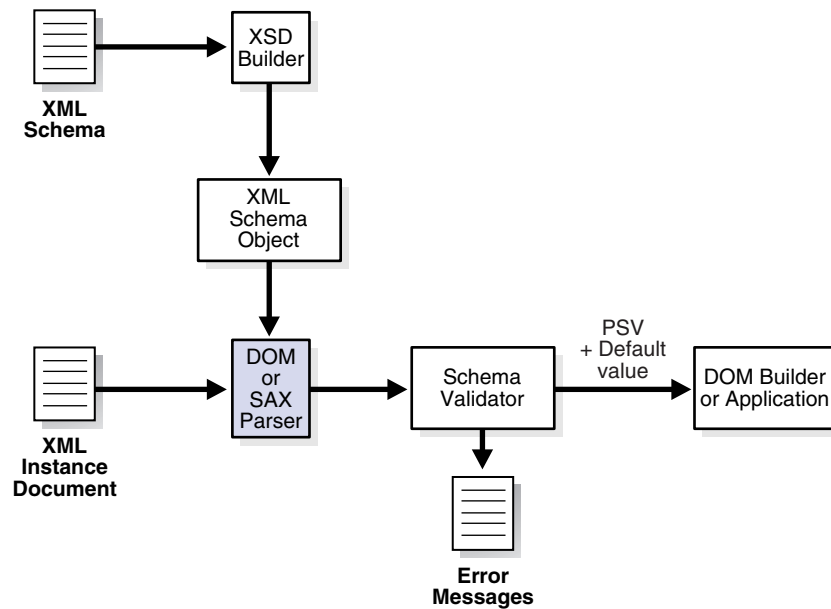 XSD
Builder
XML
Schema
XML
Schema
Object
DOM
or
SAX
Parser
XML
Instance
Document
Schema
Validator
PSV
+ Default
value
DOM Builder
or Application
Error
Messages